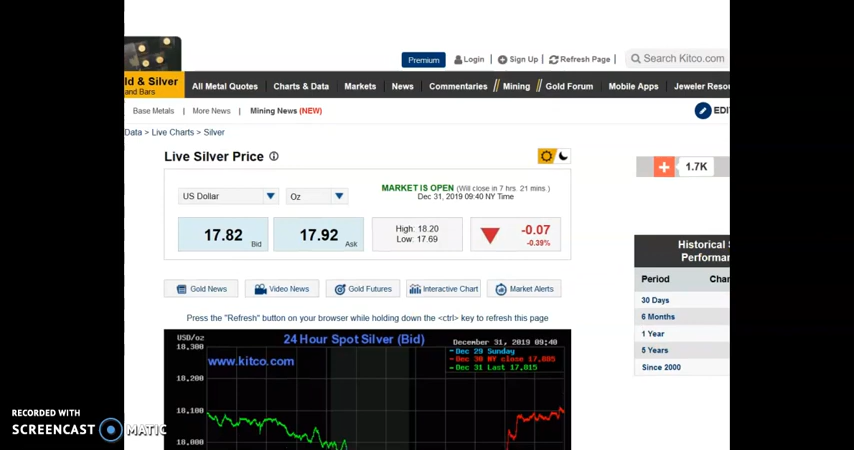 Premium Login Sign Up Refresh Page Search Kitco.com
ld & Silver
and Bars
All Metal Quotes Charts & Data Markets News Commentaries // Mining // Gold Forum Mobile Apps Jeweler Resou
Base Metals | More News | Mining News (NEW) EDI
Data > Live Charts > Silver
Live Silver Price
US Dollar Oz
MARKET IS OPEN (Will close in 7 hrs. 21 mins.)
Dec 31, 2019 09:40 NY Time
17.82 Bid
17.92 Ask
High: 18.20
Low: 17.69
-0.07
-0.39%
1.7K
Gold News Video News Gold Futures Interactive Chart Market Alerts
Press the "Refresh" button on your browser while holding down the <ctrl> key to refresh this page
Historical S
Performan
Period Chan
30 Days
6 Months
1 Year
5 Years
Since 2000
USD/oz 24 Hour Spot Silver (Bid) December 31, 2019 09:40
www.kitco.com
Dec 29 Sunday
Dec 30 NY close 17.885
Dec 31 Last 17.815
18.300
18.200
18.100
18.000
RECORDED WITH
SCREENCAST MATIC